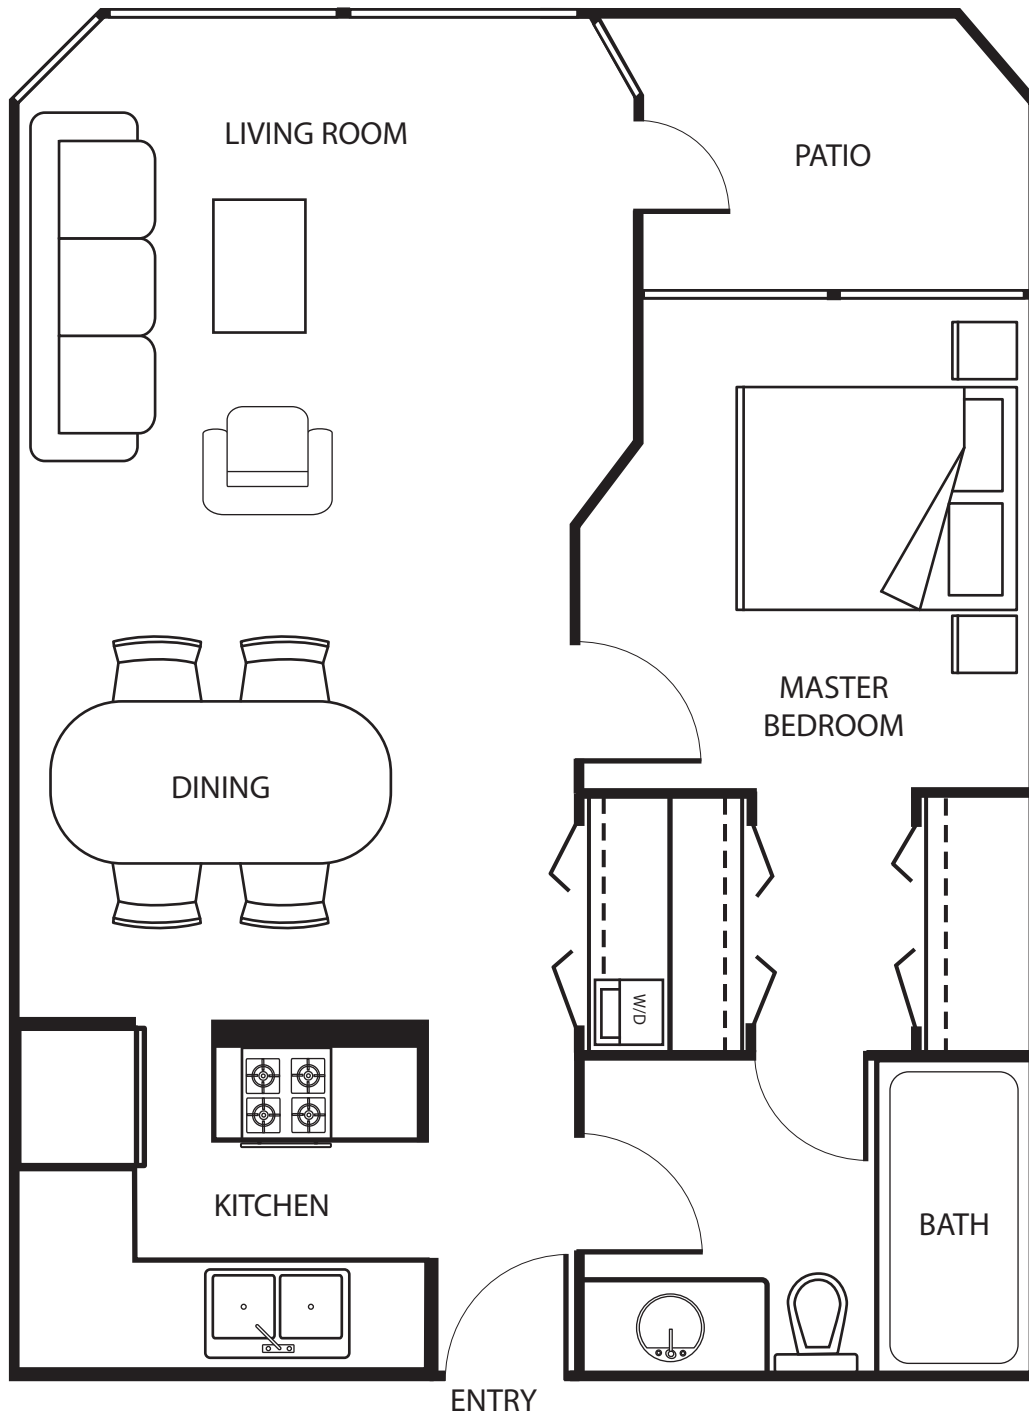 LIVING ROOM
PATIO
MASTER
BEDROOM
DINING
W/D
KITCHEN
BATH
ENTRY